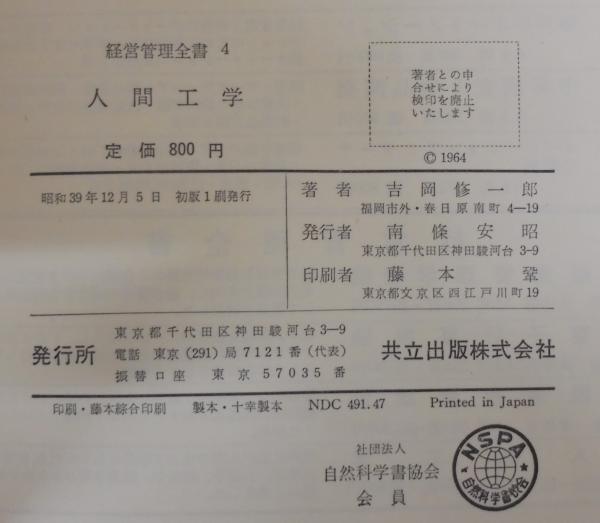 経営管理全書 4
人間工学
定価 800 円
著者との申
合せにより
検印を廃止
いたします
© 1964
昭和39年12月5日 初版1刷発行
著者 吉岡修一郎
福岡市外・春日原南町 4—19
発行者 南條安昭
東京都千代田区神田駿河台 3-9
印刷者 藤本鞏
東京都文京区西江戸川町19
発行所
東京都千代田区神田駿河台3—9
電話 東京 (291) 局 7121 番 (代表)
振替口座 東京 57035 番
共立出版株式会社
印刷・藤本綜合印刷 製本・十幸製本 NDC 491.47 Printed in Japan
社団法人
自然科学書協会
会員
NSPA
自然科学書協会